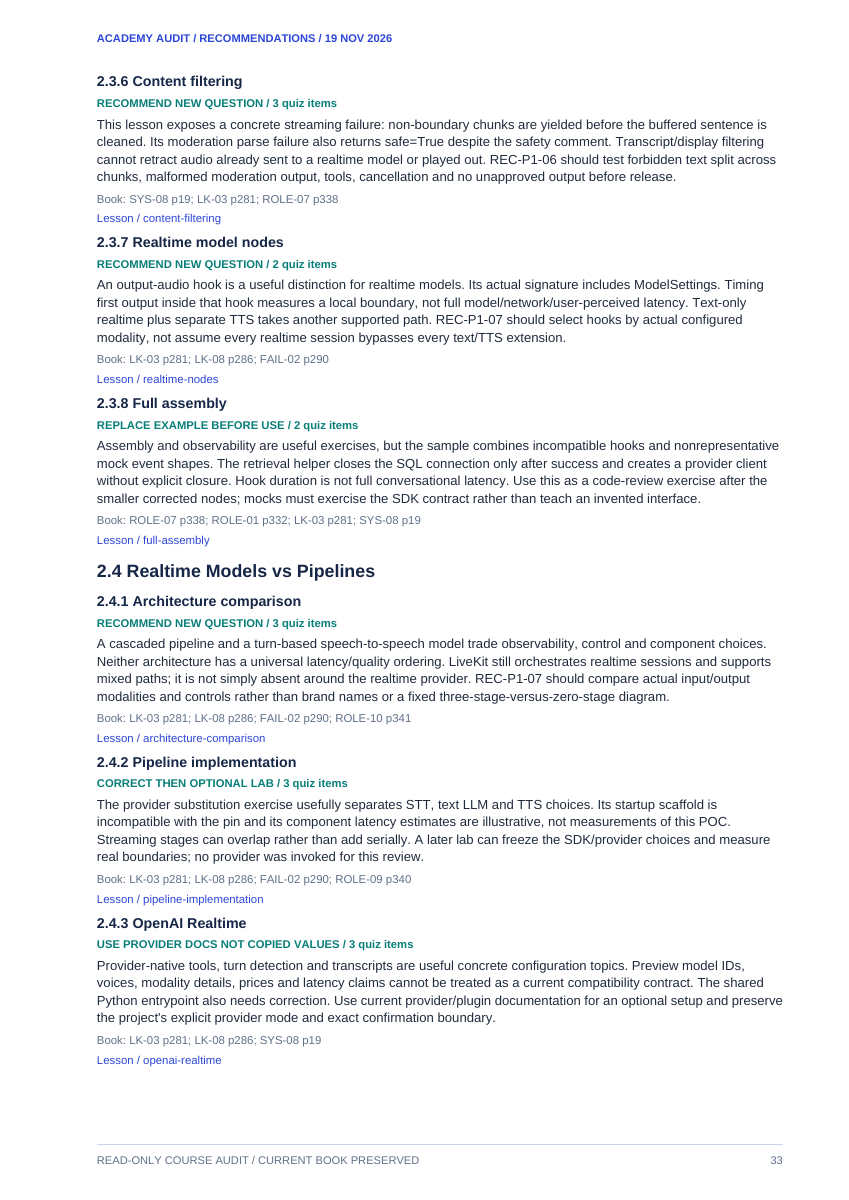 ACADEMY AUDIT / RECOMMENDATIONS / 19 NOV 2026
2.3.6 Content filtering
RECOMMEND NEW QUESTION / 3 quiz items
This lesson exposes a concrete streaming failure: non-boundary chunks are yielded before the buffered sentence is
cleaned. Its moderation parse failure also returns safe=True despite the safety comment. Transcript/display filtering
cannot retract audio already sent to a realtime model or played out. REC-P1-06 should test forbidden text split across
chunks, malformed moderation output, tools, cancellation and no unapproved output before release.
Book: SYS-08 p19; LK-03 p281; ROLE-07 p338
Lesson / content-filtering
2.3.7 Realtime model nodes
RECOMMEND NEW QUESTION / 2 quiz items
An output-audio hook is a useful distinction for realtime models. Its actual signature includes ModelSettings. Timing
first output inside that hook measures a local boundary, not full model/network/user-perceived latency. Text-only
realtime plus separate TTS takes another supported path. REC-P1-07 should select hooks by actual configured
modality, not assume every realtime session bypasses every text/TTS extension.
Book: LK-03 p281; LK-08 p286; FAIL-02 p290
Lesson / realtime-nodes
2.3.8 Full assembly
REPLACE EXAMPLE BEFORE USE / 2 quiz items
Assembly and observability are useful exercises, but the sample combines incompatible hooks and nonrepresentative
mock event shapes. The retrieval helper closes the SQL connection only after success and creates a provider client
without explicit closure. Hook duration is not full conversational latency. Use this as a code-review exercise after the
smaller corrected nodes; mocks must exercise the SDK contract rather than teach an invented interface.
Book: ROLE-07 p338; ROLE-01 p332; LK-03 p281; SYS-08 p19
Lesson / full-assembly
2.4 Realtime Models vs Pipelines
2.4.1 Architecture comparison
RECOMMEND NEW QUESTION / 3 quiz items
A cascaded pipeline and a turn-based speech-to-speech model trade observability, control and component choices.
Neither architecture has a universal latency/quality ordering. LiveKit still orchestrates realtime sessions and supports
mixed paths; it is not simply absent around the realtime provider. REC-P1-07 should compare actual input/output
modalities and controls rather than brand names or a fixed three-stage-versus-zero-stage diagram.
Book: LK-03 p281; LK-08 p286; FAIL-02 p290; ROLE-10 p341
Lesson / architecture-comparison
2.4.2 Pipeline implementation
CORRECT THEN OPTIONAL LAB / 3 quiz items
The provider substitution exercise usefully separates STT, text LLM and TTS choices. Its startup scaffold is
incompatible with the pin and its component latency estimates are illustrative, not measurements of this POC.
Streaming stages can overlap rather than add serially. A later lab can freeze the SDK/provider choices and measure
real boundaries; no provider was invoked for this review.
Book: LK-03 p281; LK-08 p286; FAIL-02 p290; ROLE-09 p340
Lesson / pipeline-implementation
2.4.3 OpenAI Realtime
USE PROVIDER DOCS NOT COPIED VALUES / 3 quiz items
Provider-native tools, turn detection and transcripts are useful concrete configuration topics. Preview model IDs,
voices, modality details, prices and latency claims cannot be treated as a current compatibility contract. The shared
Python entrypoint also needs correction. Use current provider/plugin documentation for an optional setup and preserve
the project's explicit provider mode and exact confirmation boundary.
Book: LK-03 p281; LK-08 p286; SYS-08 p19
Lesson / openai-realtime
READ-ONLY COURSE AUDIT / CURRENT BOOK PRESERVED
33